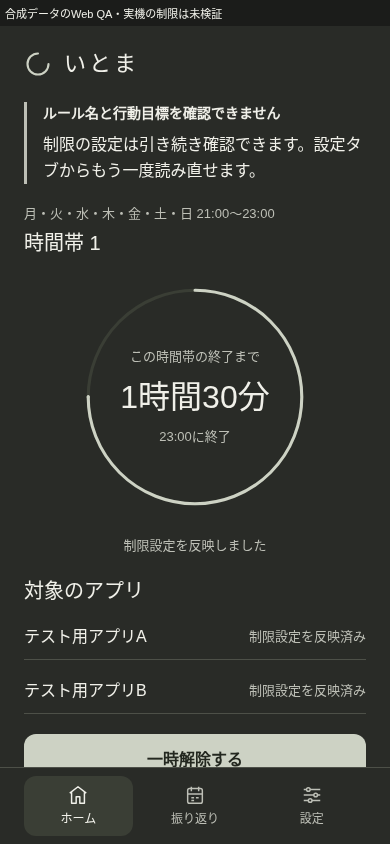 合成データのWeb QA・実機の制限は未検証
いとま
ルール名と行動目標を確認できません
制限の設定は引き続き確認できます。設定タ
ブからもう一度読み直せます。
月・火・水・木・金・土・日 21:00〜23:00
時間帯 1
この時間帯の終了まで
1時間30分
23:00に終了
制限設定を反映しました
対象のアプリ
テスト用アプリA 制限設定を反映済み
テスト用アプリB 制限設定を反映済み
一時解除する
ホーム 振り返り 設定